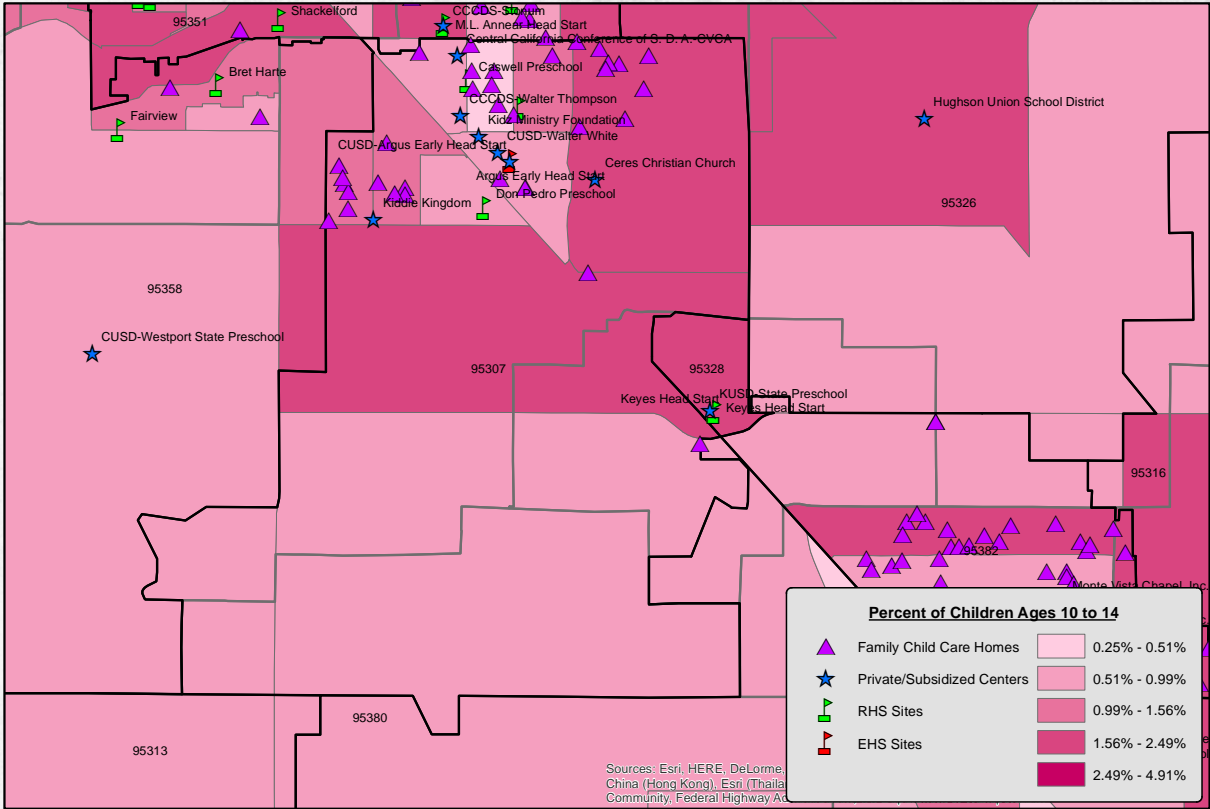 95351
Shackelford
CCCDS-Sionum
M.L. Annear Head Start
Central California Conference of S. D. A.-CVCA
Bret Harte
Caswell Preschool
Fairview
CCCDS-Walter Thompson
Hughson Union School District
Kidz Ministry Foundation
CUSD-Walter White
CUSD-Argus Early Head Start
Ceres Christian Church
Argus Early Head Start
Don Pedro Preschool
Kiddie Kingdom
95326
95358
CUSD-Westport State Preschool
95307
95328
KUSD-State Preschool
Keyes Head Start
Keyes Head Start
95316
95382
Monte Vista Chapel, Inc.
Percent of Children Ages 10 to 14
Family Child Care Homes
0.25% - 0.51%
Private/Subsidized Centers
0.51% - 0.99%
RHS Sites
0.99% - 1.56%
EHS Sites
1.56% - 2.49%
2.49% - 4.91%
95380
95313
Sources: Esri, HERE, DeLorme,
China (Hong Kong), Esri (Thaila
Community, Federal Highway Ad